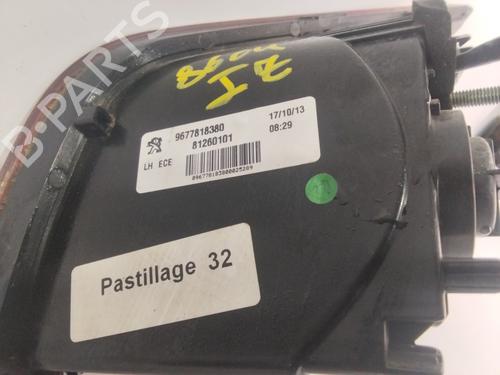 9677818380
17/10/13
81260101
08:29
LH ECE
Pastillage 32
B-PARTS